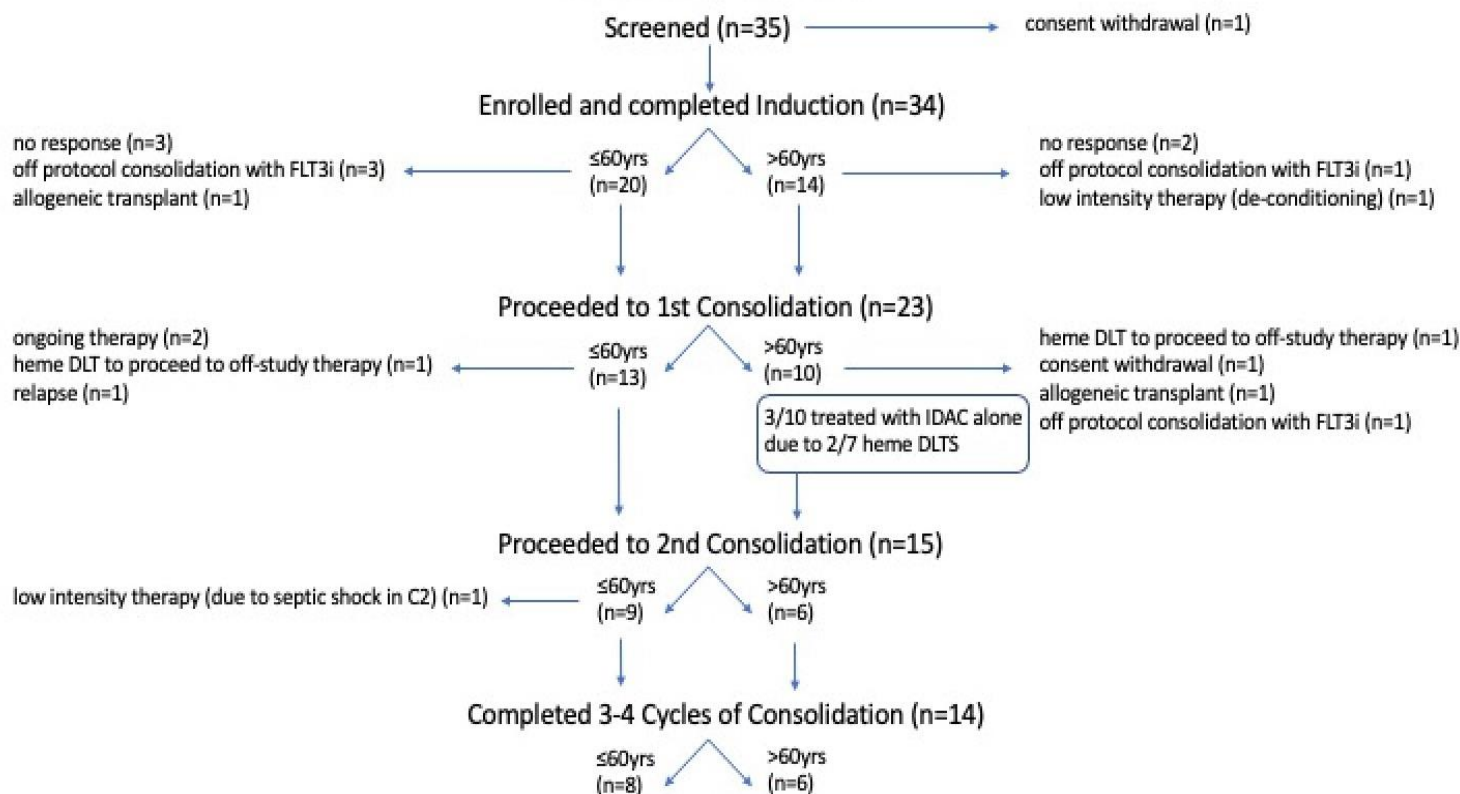 Screened (n=35)
consent withdrawal (n=1)
Enrolled and completed Induction (n=34)
no response (n=3)
off protocol consolidation with FLT3i (n=3)
allogeneic transplant (n=1)
≤60yrs
(n=20)
>60yrs
(n=14)
no response (n=2)
off protocol consolidation with FLT3i (n=1)
low intensity therapy (de-conditioning) (n=1)
Proceeded to 1st Consolidation (n=23)
ongoing therapy (n=2)
heme DLT to proceed to off-study therapy (n=1)
relapse (n=1)
≤60yrs
(n=13)
>60yrs
(n=10)
heme DLT to proceed to off-study therapy (n=1)
consent withdrawal (n=1)
allogeneic transplant (n=1)
off protocol consolidation with FLT3i (n=1)
3/10 treated with IDAC alone
due to 2/7 heme DLTS
Proceeded to 2nd Consolidation (n=15)
low intensity therapy (due to septic shock in C2) (n=1)
≤60yrs
(n=9)
>60yrs
(n=6)
Completed 3-4 Cycles of Consolidation (n=14)
≤60yrs
(n=8)
>60yrs
(n=6)